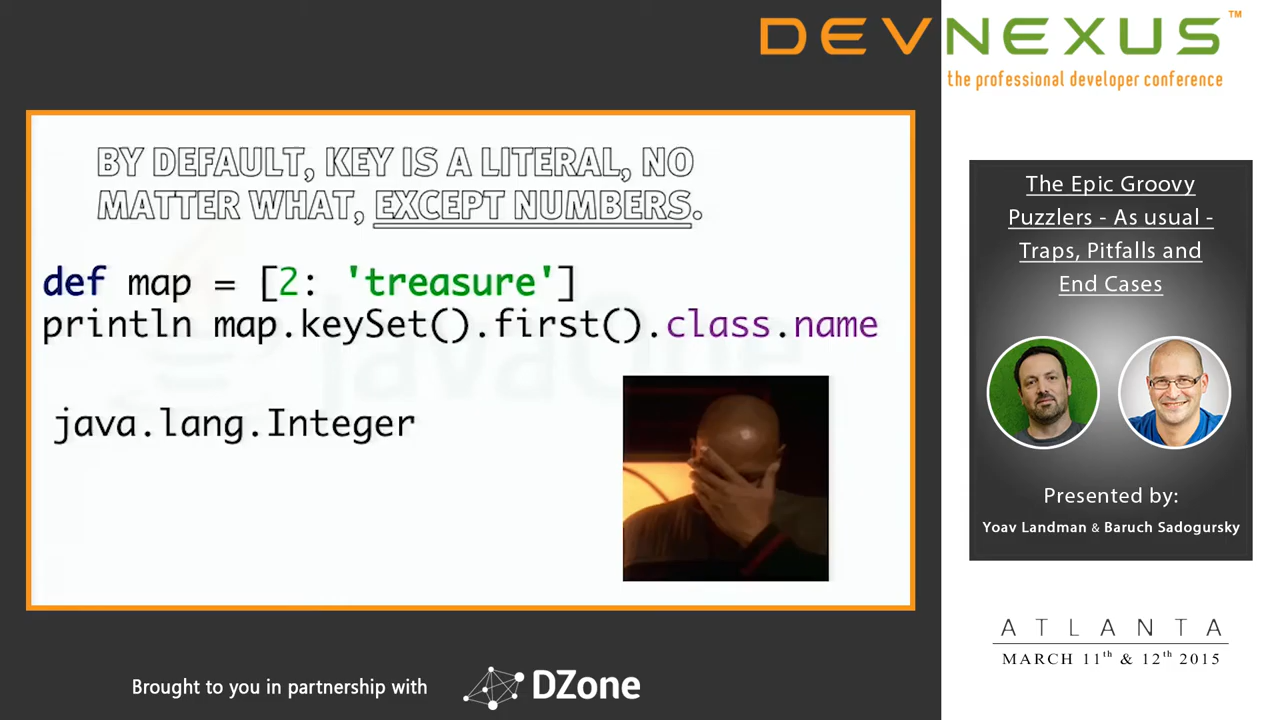 DEVNEXUS™
the professional developer conference
BY DEFAULT, KEY IS A LITERAL, NO
MATTER WHAT, EXCEPT NUMBERS.
def map = [2: 'treasure']
println map.keySet().first().class.name
java.lang.Integer
The Epic Groovy
Puzzlers - As usual -
Traps, Pitfalls and
End Cases
Presented by:
Yoav Landman & Baruch Sadogursky
ATLANTA
MARCH 11th & 12th 2015
Brought to you in partnership with
DZone